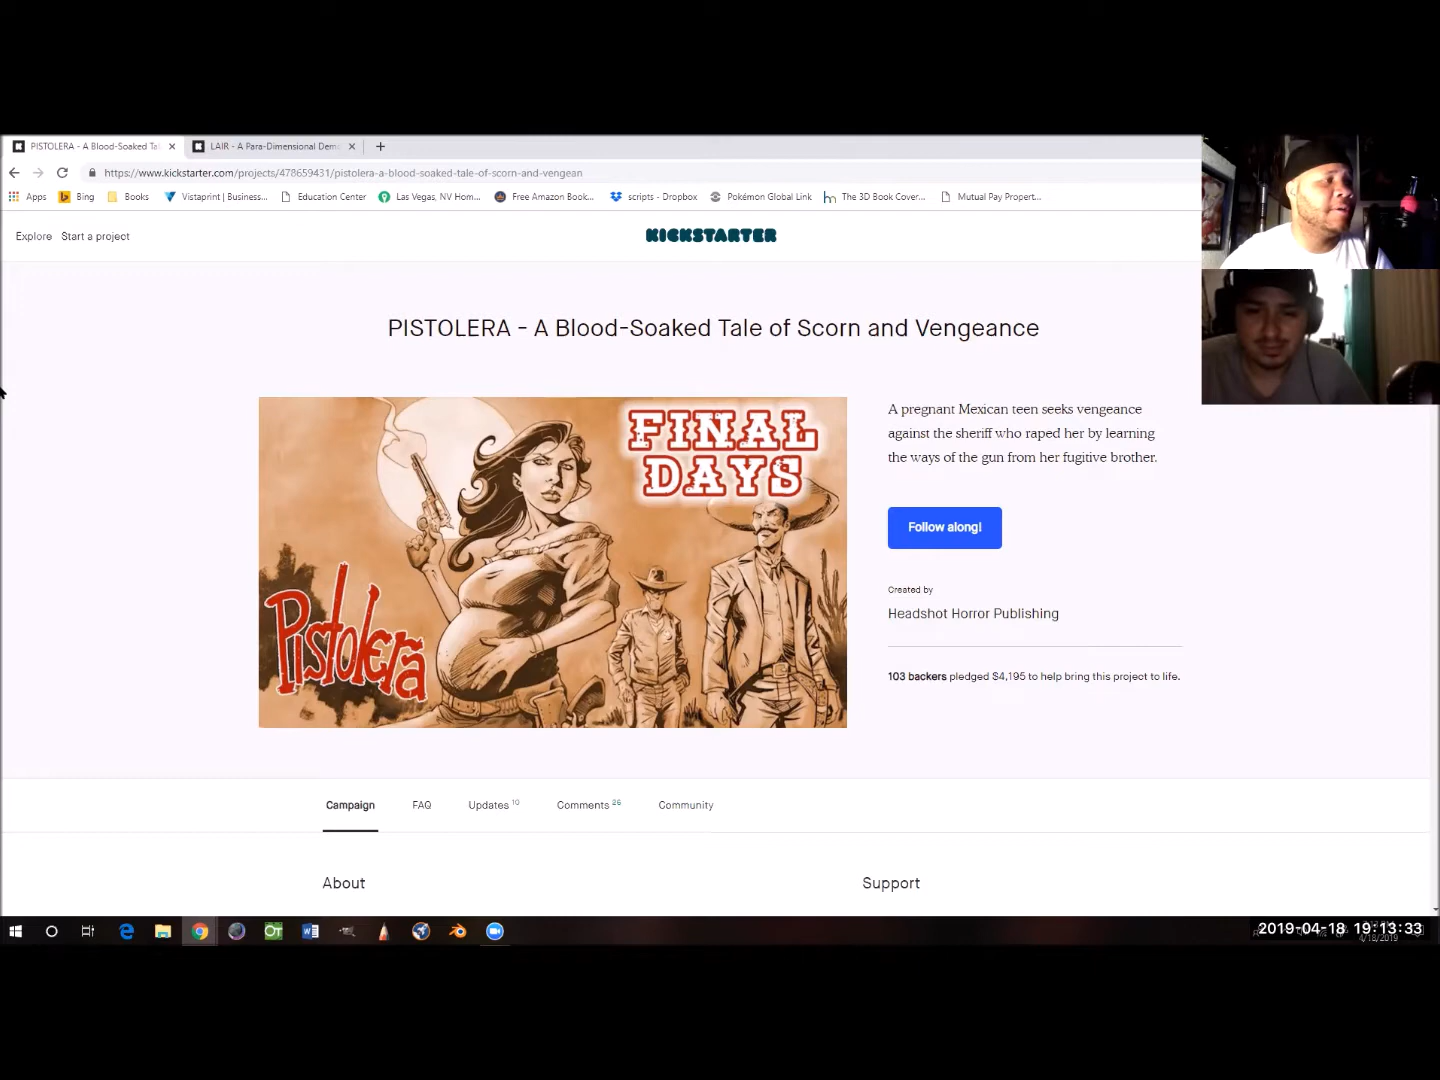 PISTOLERA - A Blood-Soaked Ta
LAIR - A Para-Dimensional Dem
https://www.kickstarter.com/projects/478659431/pistolera-a-blood-soaked-tale-of-scorn-and-vengean
Apps Bing Books Vistaprint | Business... Education Center Las Vegas, NV Hom... Free Amazon Book... scripts - Dropbox Pokémon Global Link The 3D Book Cover... Mutual Pay Propert...
Explore Start a project KICKSTARTER
PISTOLERA - A Blood-Soaked Tale of Scorn and Vengeance
FINAL
DAYS
Pistolera
A pregnant Mexican teen seeks vengeance
against the sheriff who raped her by learning
the ways of the gun from her fugitive brother.
Follow along!
Created by
Headshot Horror Publishing
103 backers pledged $4,195 to help bring this project to life.
Campaign FAQ Updates 10 Comments 26 Community
About Support
OT
2019-04-18 19:13:33
4/18/2019